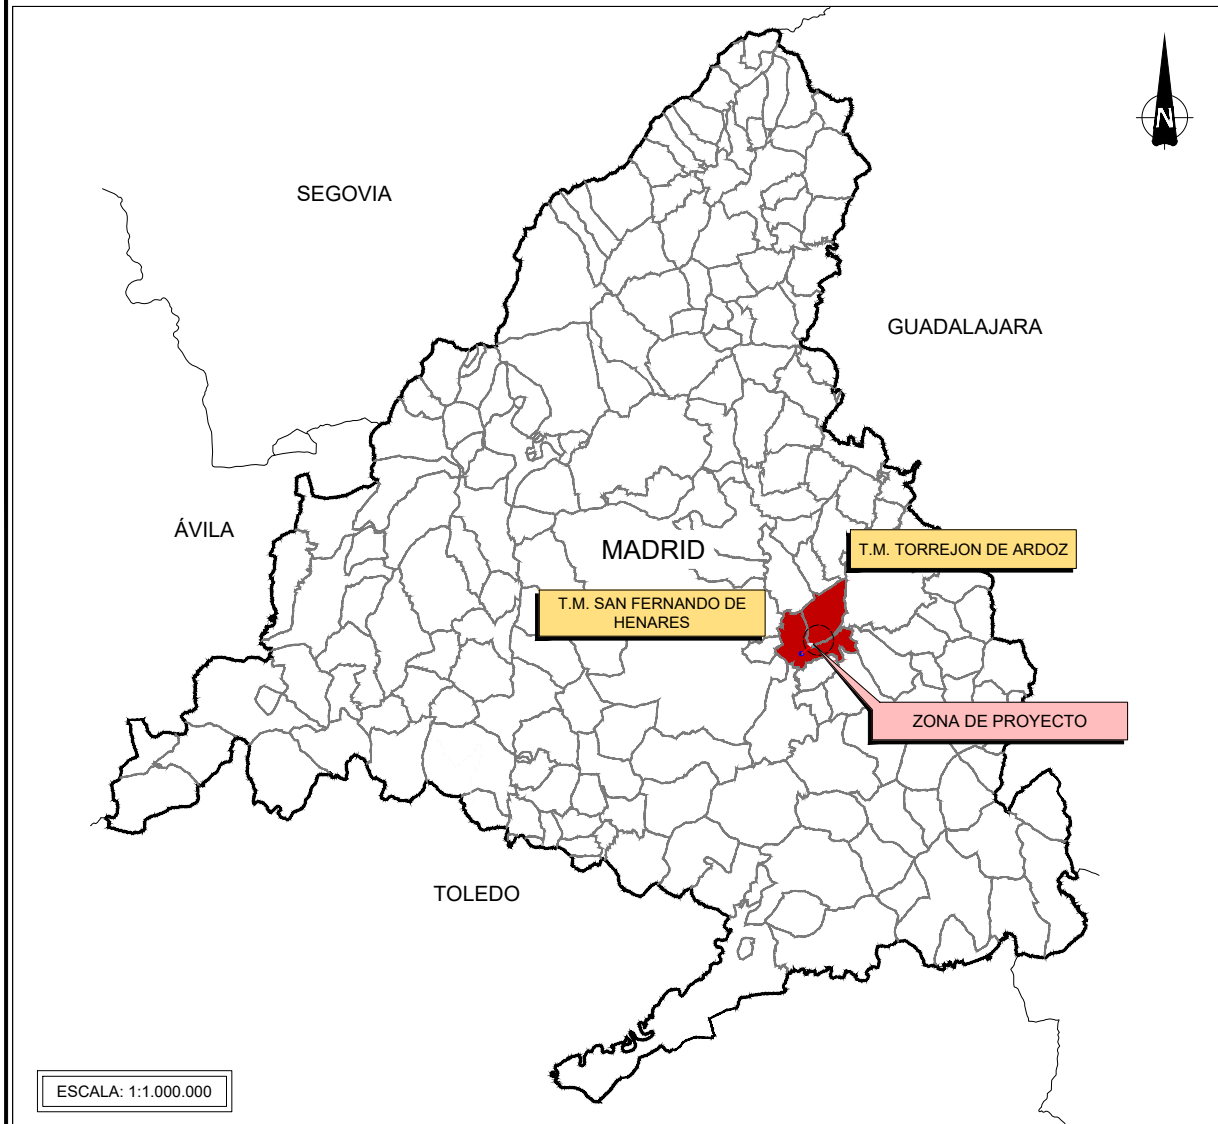 N
SEGOVIA
GUADALAJARA
ÁVILA
MADRID
T.M. TORREJON DE ARDOZ
T.M. SAN FERNANDO DE
HENARES
ZONA DE PROYECTO
TOLEDO
ESCALA: 1:1.000.000